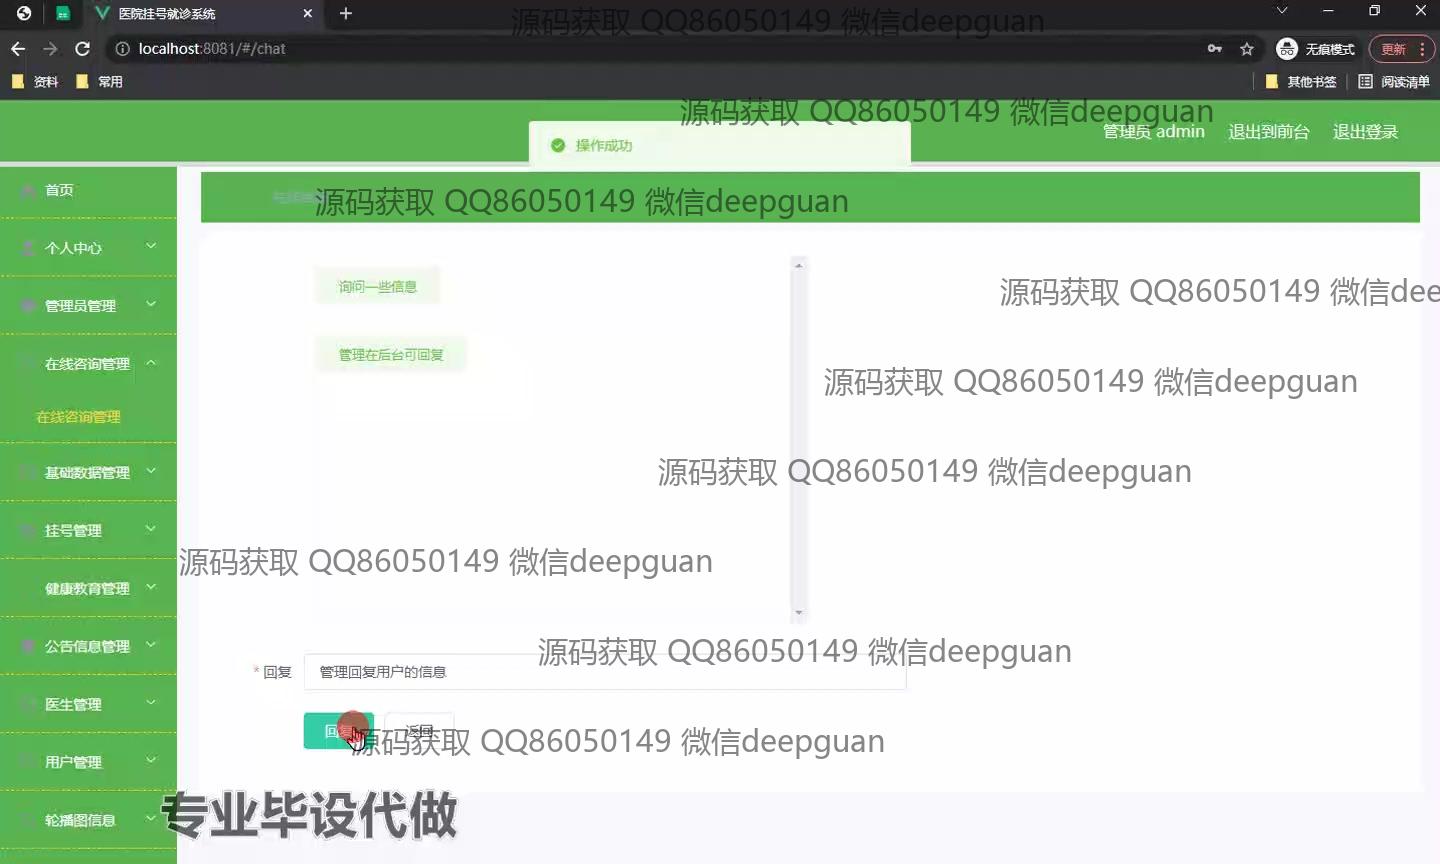 医院挂号就诊系统
源码获取 QQ86050149 微信deepguan
localhost:8081/#/chat
无痕模式
更新
资料
常用
其他书签
阅读清单
源码获取 QQ86050149 微信deepguan
管理员 admin
退出到前台
退出登录
操作成功
首页
源码获取 QQ86050149 微信deepguan
个人中心
询问一些信息
源码获取 QQ86050149 微信dee
管理员管理
管理在后台可回复
在线咨询管理
源码获取 QQ86050149 微信deepguan
在线咨询管理
基础数据管理
源码获取 QQ86050149 微信deepguan
挂号管理
源码获取 QQ86050149 微信deepguan
健康教育管理
公告信息管理
源码获取 QQ86050149 微信deepguan
* 回复
管理回复用户的信息
医生管理
回复
返回
源码获取 QQ86050149 微信deepguan
用户管理
轮播图信息
专业毕设代做